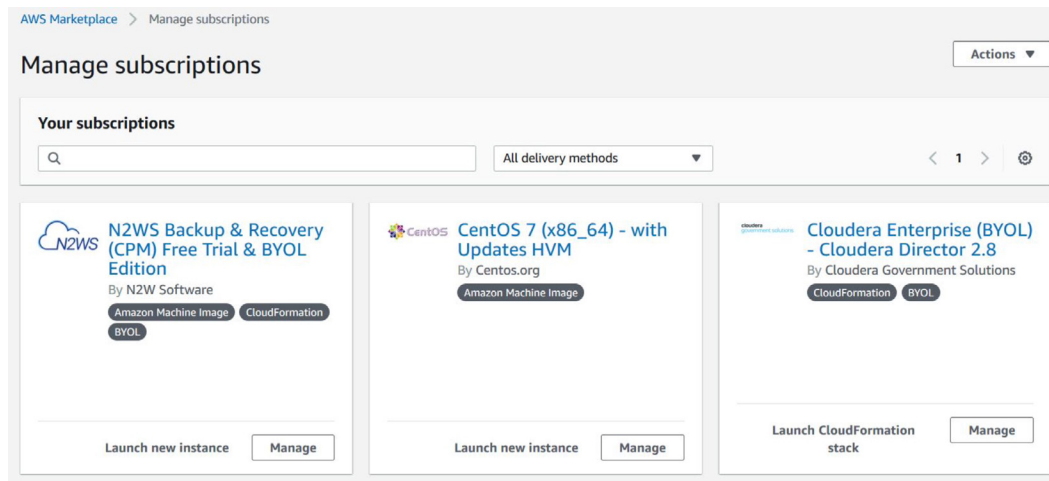 AWS Marketplace > Manage subscriptions
Manage subscriptions
Actions
Your subscriptions
All delivery methods
< 1 >
N2WS
N2WS Backup & Recovery
(CPM) Free Trial & BYOL
Edition
By N2W Software
Amazon Machine Image CloudFormation
BYOL
Launch new instance Manage
CentOS
CentOS 7 (x86_64) - with
Updates HVM
By Centos.org
Amazon Machine Image
Launch new instance Manage
cloudera
government solutions
Cloudera Enterprise (BYOL)
- Cloudera Director 2.8
By Cloudera Government Solutions
CloudFormation BYOL
Launch CloudFormation
stack
Manage